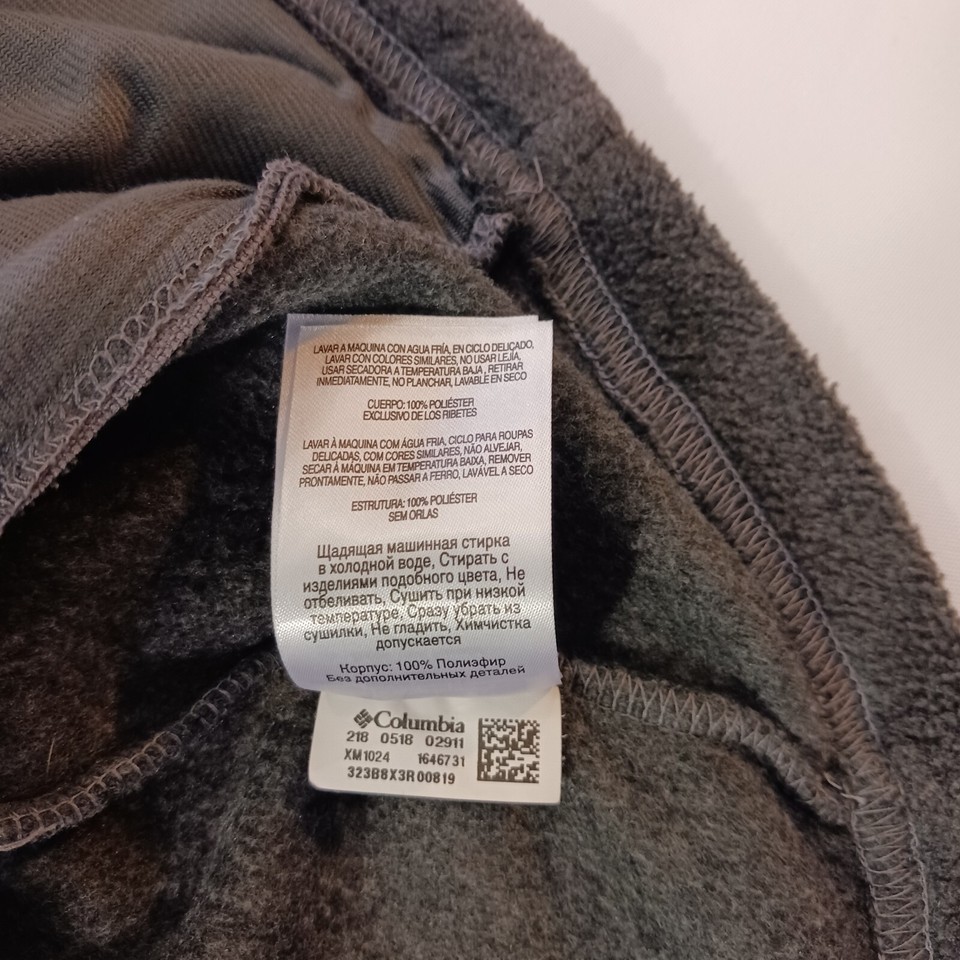 LAVAR A MAQUINA CON AGUA FRÍA, EN CICLO DELICADO,
LAVAR CON COLORES SIMILARES, NO USAR LEJÍA,
USAR SECADORA A TEMPERATURA BAJA, RETIRAR
INMEDIATAMENTE, NO PLANCHAR, LAVABLE EN SECO
CUERPO: 100% POLIÉSTER
EXCLUSIVO DE LOS RIBETES
LAVAR À MAQUINA COM ÁGUA FRIA, CICLO PARA ROUPAS
DELICADAS, COM CORES SIMILARES, NÃO ALVEJAR,
SECAR À MÁQUINA EM TEMPERATURA BAIXA, REMOVER
PRONTAMENTE, NÃO PASSAR A FERRO, LAVÁVEL A SECO
ESTRUTURA: 100% POLIÉSTER
SEM ORLAS
Щадящая машинная стирка
в холодной воде, Стирать с
изделиями подобного цвета, Не
отбеливать, Сушить при низкой
температуре, Сразу убрать из
сушилки, Не гладить, Химчистка
допускается
Корпус: 100% Полиэфир
Без дополнительных деталей
Columbia
218 0518 02911
XM1024 1646731
323B8X3R00819